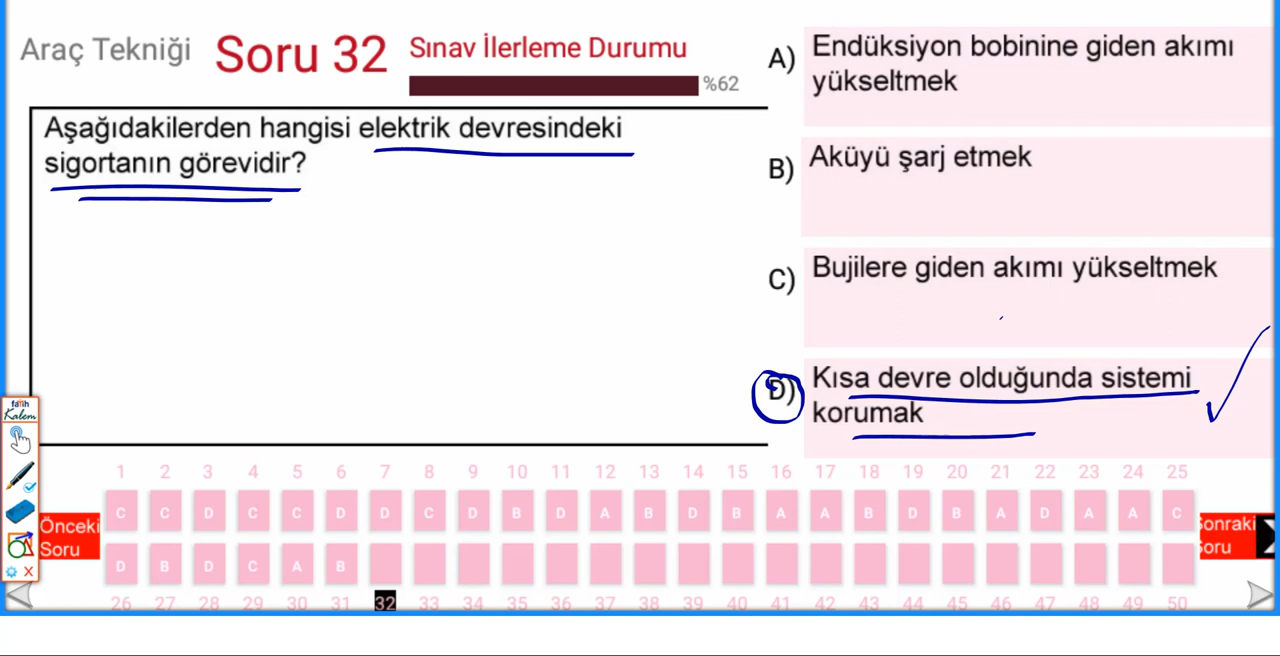 Araç Tekniği Soru 32 Sınav İlerleme Durumu
%62
Aşağıdakilerden hangisi elektrik devresindeki
sigortanın görevidir?
A) Endüksiyon bobinine giden akımı
yükseltmek
B) Aküyü şarj etmek
C) Bujilere giden akımı yükseltmek
D) Kısa devre olduğunda sistemi
korumak
fatih
Kalem
1 2 3 4 5 6 7 8 9 10 11 12 13 14 15 16 17 18 19 20 21 22 23 24 25
C C D C C D D C D B D A B D B A A B D B A D A A C
Önceki
Soru
Sonraki
Soru
D B D C A B
26 27 28 29 30 31 32 33 34 35 36 37 38 39 40 41 42 43 44 45 46 47 48 49 50